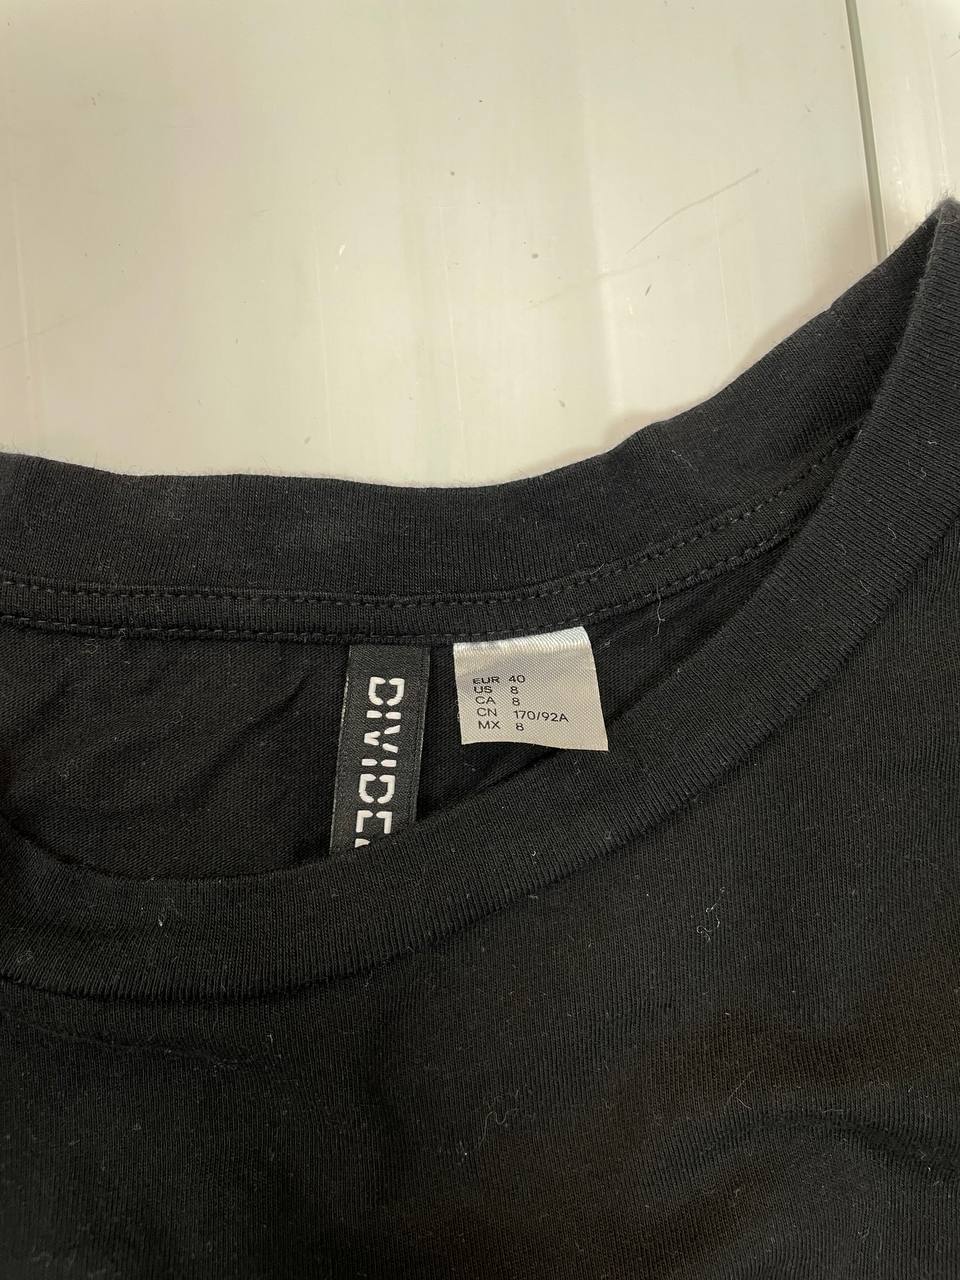 DIVIDE
EUR 40
US 8
CA 8
CN 170/92A
MX 8